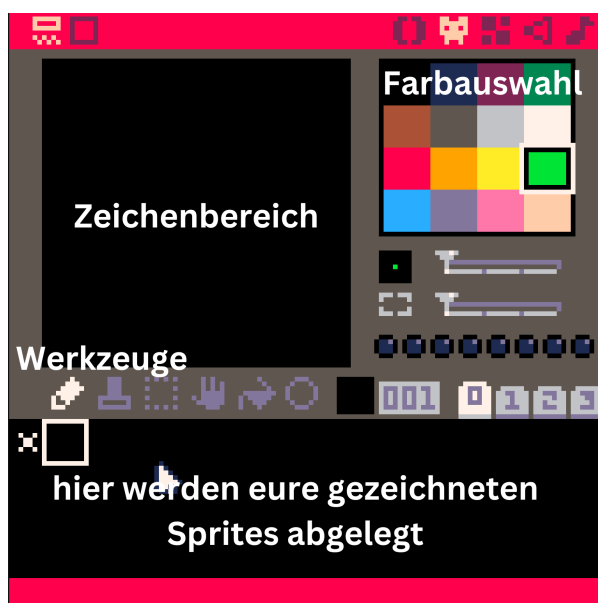 Farbauswahl
Zeichenbereich
Werkzeuge
001 0 1 2 3
hier werden eure gezeichneten
Sprites abgelegt